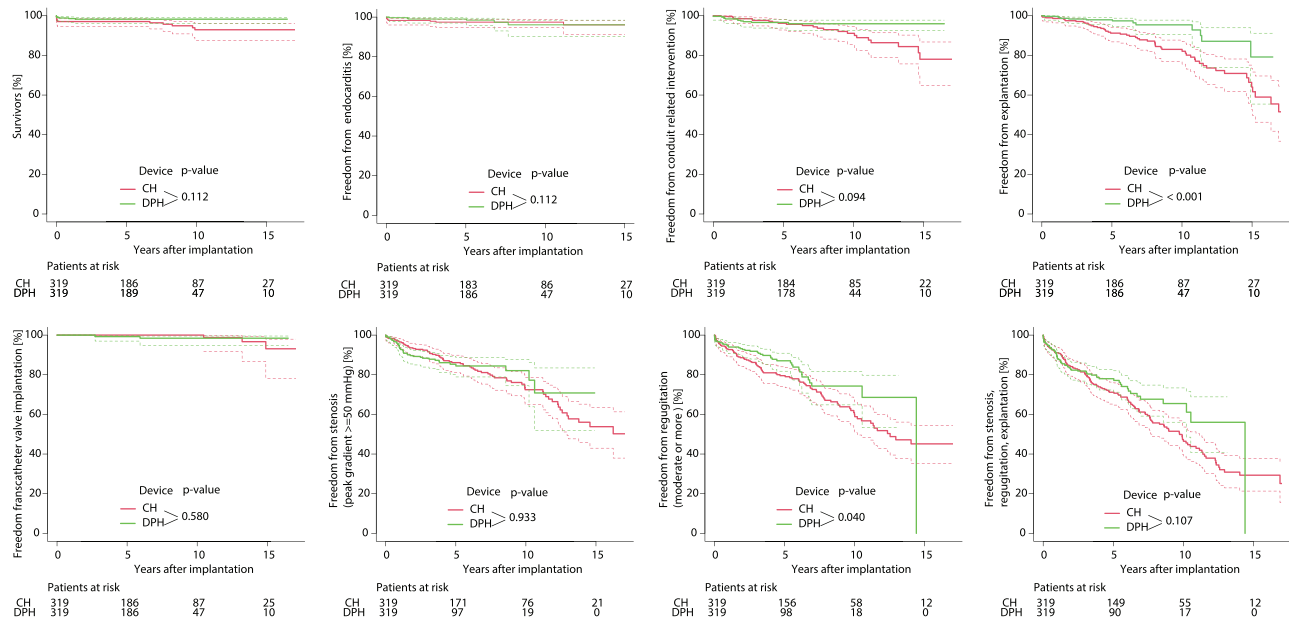 Survivors [%]
100
80
60
40
20
0
Device p-value
CH
DPH
0.112
0 5 10 15
Years after implantation
Patients at risk
CH 319 186 87 27
DPH 319 189 47 10
Freedom from endocarditis [%]
100
80
60
40
20
0
Device p-value
CH
DPH
0.112
0 5 10 15
Years after implantation
Patients at risk
CH 319 183 86 27
DPH 319 186 47 10
Freedom from conduit related intervention [%]
100
80
60
40
20
0
Device p-value
CH
DPH
0.094
0 5 10 15
Years after implantation
Patients at risk
CH 319 184 85 22
DPH 319 178 44 10
Freedom from explantation [%]
100
80
60
40
20
0
Device p-value
CH
DPH
< 0.001
0 5 10 15
Years after implantation
Patients at risk
CH 319 186 87 27
DPH 319 186 47 10
Freedom franscatheter valve implantation [%]
100
80
60
40
20
0
Device p-value
CH
DPH
0.580
0 5 10 15
Years after implantation
Patients at risk
CH 319 186 87 25
DPH 319 186 47 10
Freedom from stenosis
(peak gradient >=50 mmHg) [%]
100
80
60
40
20
0
Device p-value
CH
DPH
0.933
0 5 10 15
Years after implantation
Patients at risk
CH 319 171 76 21
DPH 319 97 19 0
Freedom from regugitation
(moderate or more ) [%]
100
80
60
40
20
0
Device p-value
CH
DPH
0.040
0 5 10 15
Years after implantation
Patients at risk
CH 319 156 58 12
DPH 319 98 18 0
Freedom from stenosis,
regugitation, explantation [%]
100
80
60
40
20
0
Device p-value
CH
DPH
0.107
0 5 10 15
Years after implantation
Patients at risk
CH 319 149 55 12
DPH 319 90 17 0